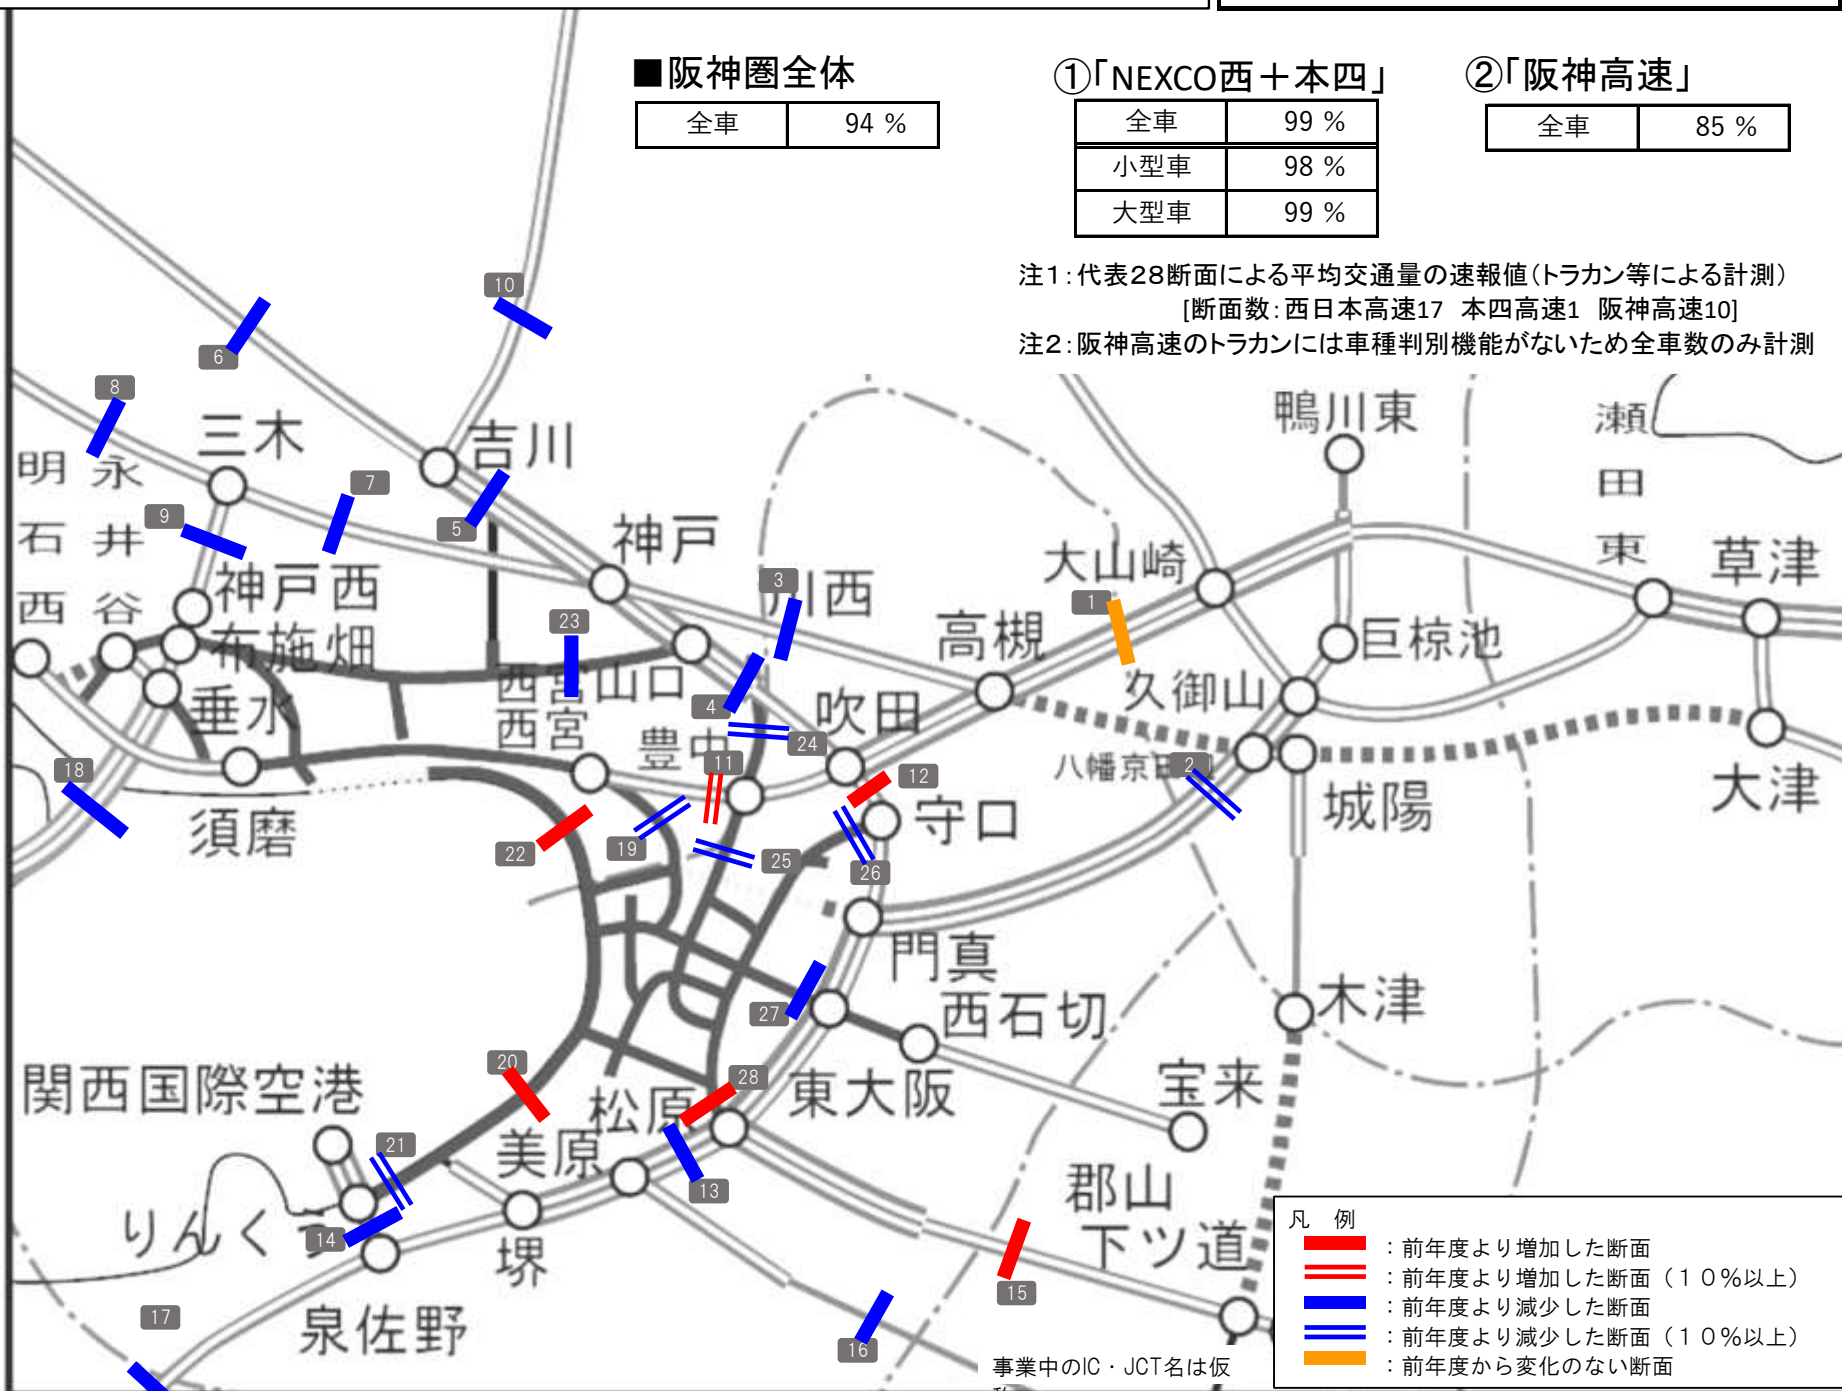 ■阪神圏全体
全車 94 %
①「NEXCO西＋本四」
全車 99 %
小型車 98 %
大型車 99 %
②「阪神高速」
全車 85 %
注1：代表28断面による平均交通量の速報値（トラカン等による計測）
[断面数：西日本高速17 本四高速1 阪神高速10]
注2：阪神高速のトラカンには車種判別機能がないため全車数のみ計測
10
6
8
三木
吉川
鴨川東
瀬田東
明石西
永井谷
7
9
5
神戸
大山崎
草津
神戸西
3
川西
1
布施畑
23
高槻
巨椋池
西宮山口
4
久御山
垂水
西宮
吹田
豊中
24
八幡京田辺
2
18
11
12
大津
須磨
守口
城陽
22
19
25
26
門真
27
西石切
木津
20
関西国際空港
28
松原
東大阪
宝来
21
美原
13
郡山
りんくう
14
堺
下ツ道
15
17
泉佐野
16
事業中のIC・JCT名は仮
凡 例
：前年度より増加した断面
：前年度より増加した断面（１０％以上）
：前年度より減少した断面
：前年度より減少した断面（１０％以上）
：前年度から変化のない断面